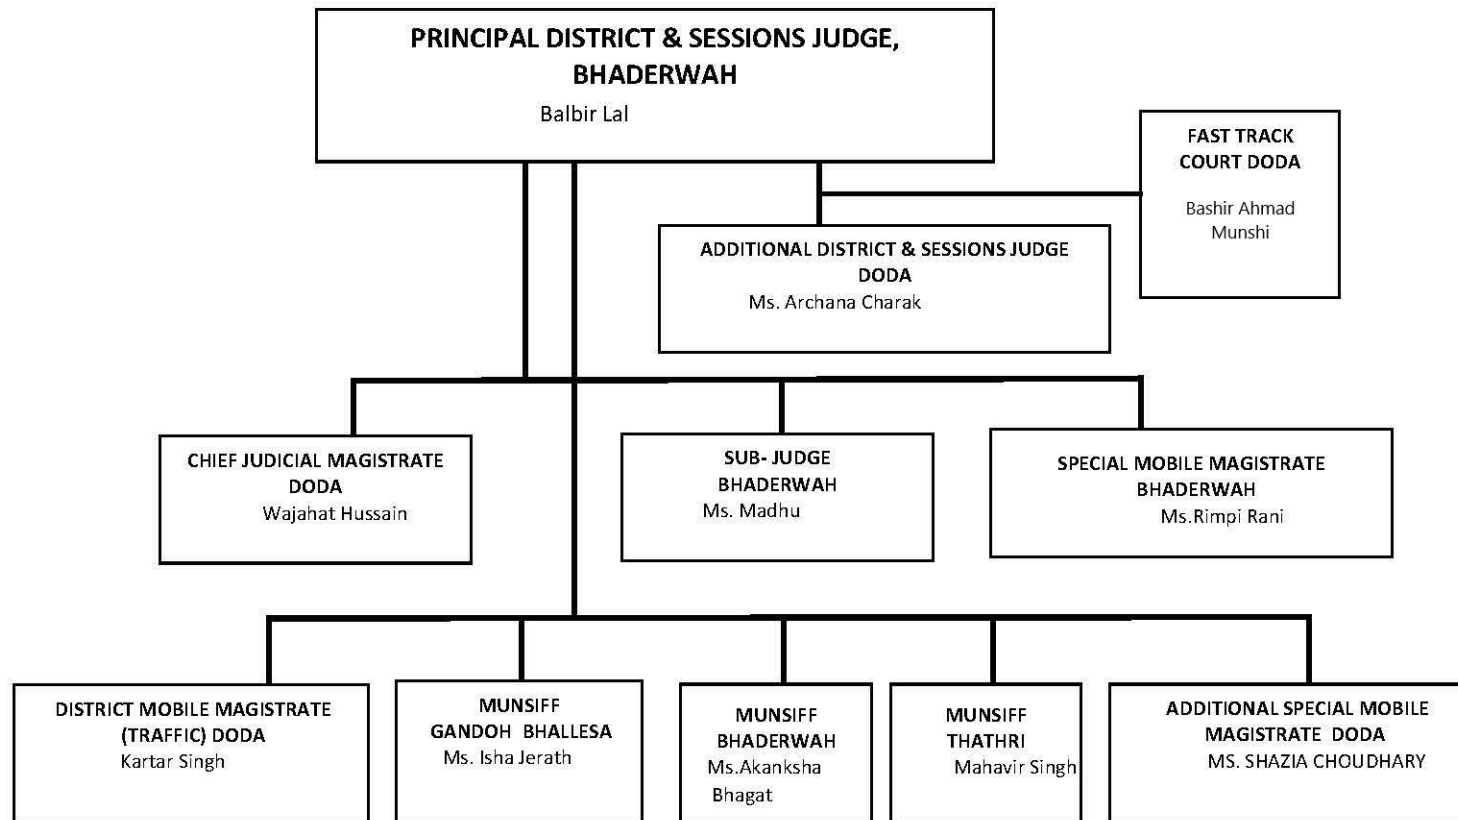 PRINCIPAL DISTRICT & SESSIONS JUDGE,
BHADERWAH
Balbir Lal
FAST TRACK
COURT DODA
Bashir Ahmad
Munshi
ADDITIONAL DISTRICT & SESSIONS JUDGE
DODA
Ms. Archana Charak
CHIEF JUDICIAL MAGISTRATE
DODA
Wajahat Hussain
SUB- JUDGE
BHADERWAH
Ms. Madhu
SPECIAL MOBILE MAGISTRATE
BHADERWAH
Ms.Rimpi Rani
DISTRICT MOBILE MAGISTRATE
(TRAFFIC) DODA
Kartar Singh
MUNSIFF
GANDOH BHALLESA
Ms. Isha Jerath
MUNSIFF
BHADERWAH
Ms.Akanksha
Bhagat
MUNSIFF
THATHRI
Mahavir Singh
ADDITIONAL SPECIAL MOBILE
MAGISTRATE DODA
MS. SHAZIA CHOUDHARY